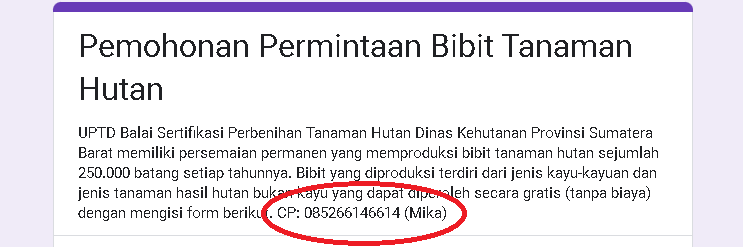 Pemohonan Permintaan Bibit Tanaman
Hutan
UPTD Balai Sertifikasi Perbenihan Tanaman Hutan Dinas Kehutanan Provinsi Sumatera
Barat memiliki persemaian permanen yang memproduksi bibit tanaman hutan sejumlah
250.000 batang setiap tahunnya. Bibit yang diproduksi terdiri dari jenis kayu-kayuan dan
jenis tanaman hasil hutan bukan kayu yang dapat diperoleh secara gratis (tanpa biaya)
dengan mengisi form berikut. CP: 085266146614 (Mika)